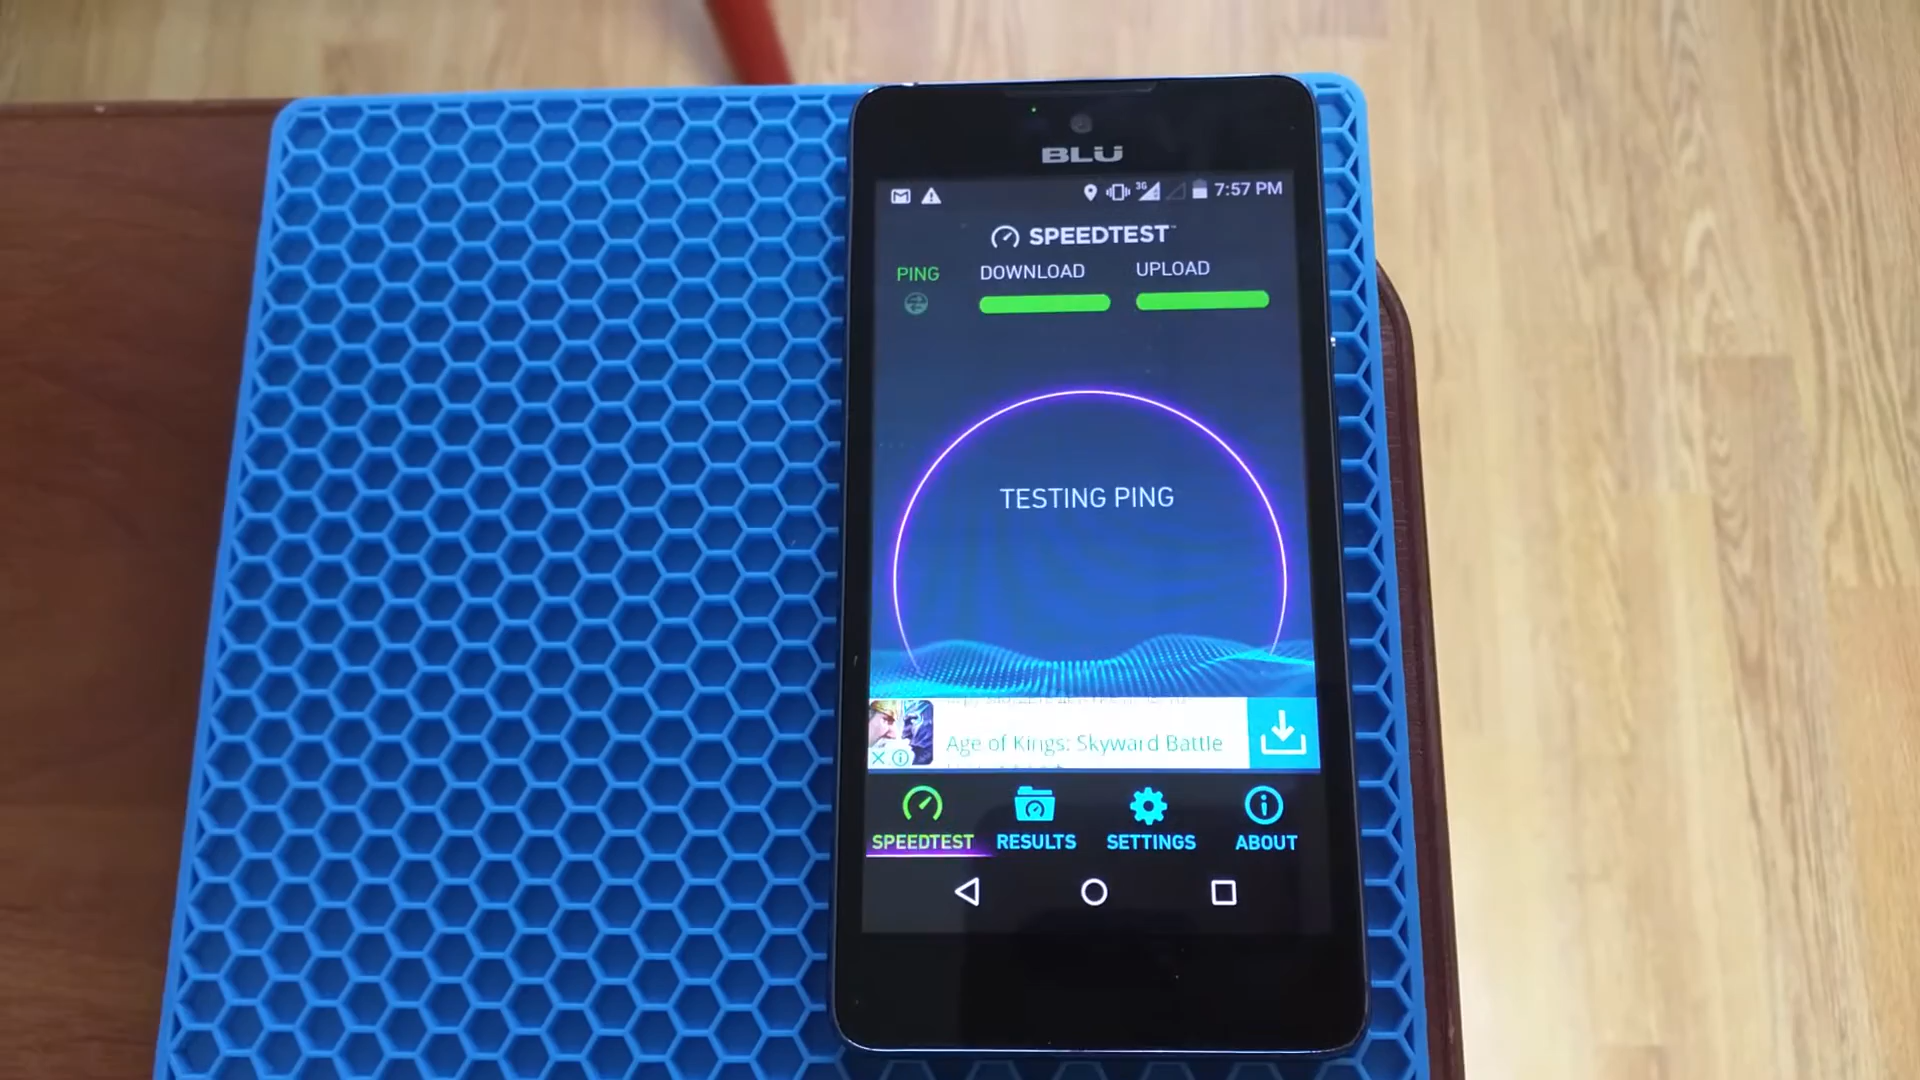 BLU
3G 7:57 PM
SPEEDTEST
PING DOWNLOAD UPLOAD
TESTING PING
Age of Kings: Skyward Battle
SPEEDTEST RESULTS SETTINGS ABOUT